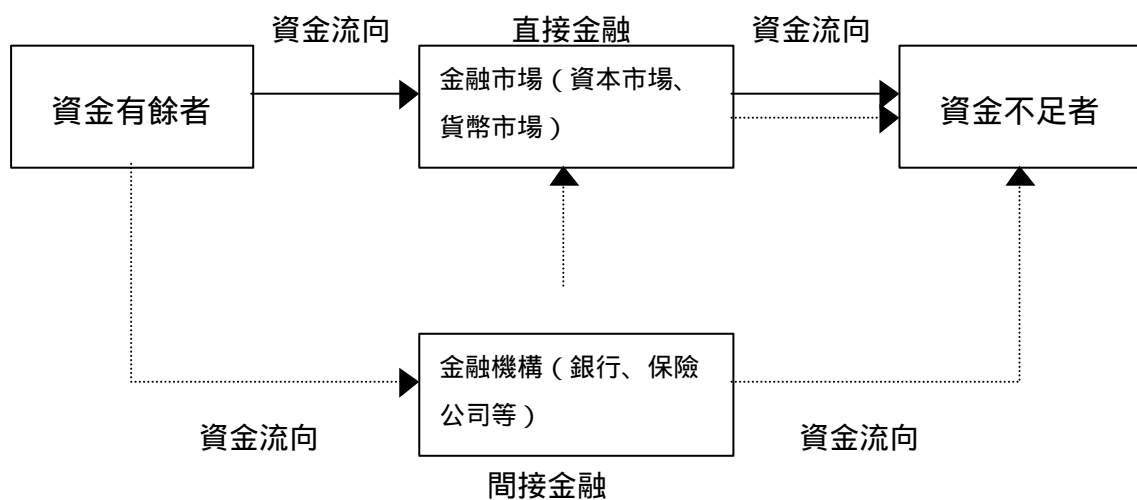 資金流向
直接金融
資金流向
資金有餘者
金融市場（資本市場、
貨幣市場）
資金不足者
金融機構（銀行、保險
公司等）
資金流向
資金流向
間接金融